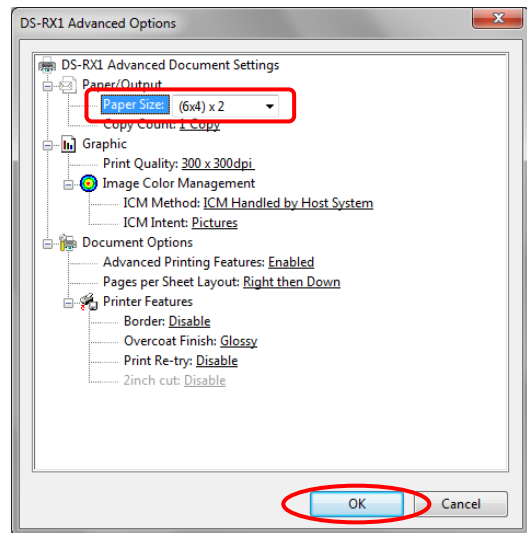 DS-RX1 Advanced Options
DS-RX1 Advanced Document Settings
Paper/Output
Paper Size: (6x4) x 2
Copy Count: 1 Copy
Graphic
Print Quality: 300 x 300dpi
Image Color Management
ICM Method: ICM Handled by Host System
ICM Intent: Pictures
Document Options
Advanced Printing Features: Enabled
Pages per Sheet Layout: Right then Down
Printer Features
Border: Disable
Overcoat Finish: Glossy
Print Re-try: Disable
2inch cut: Disable
OK Cancel